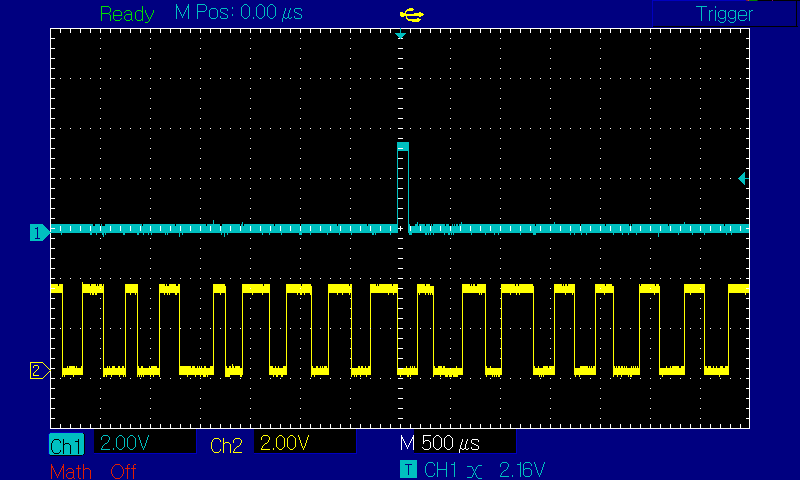 Ready M Pos: 0.00 μs Trigger
1
2
Ch1 2.00V Ch2 2.00V M 500 μs
Math Off T CH1 2.16V